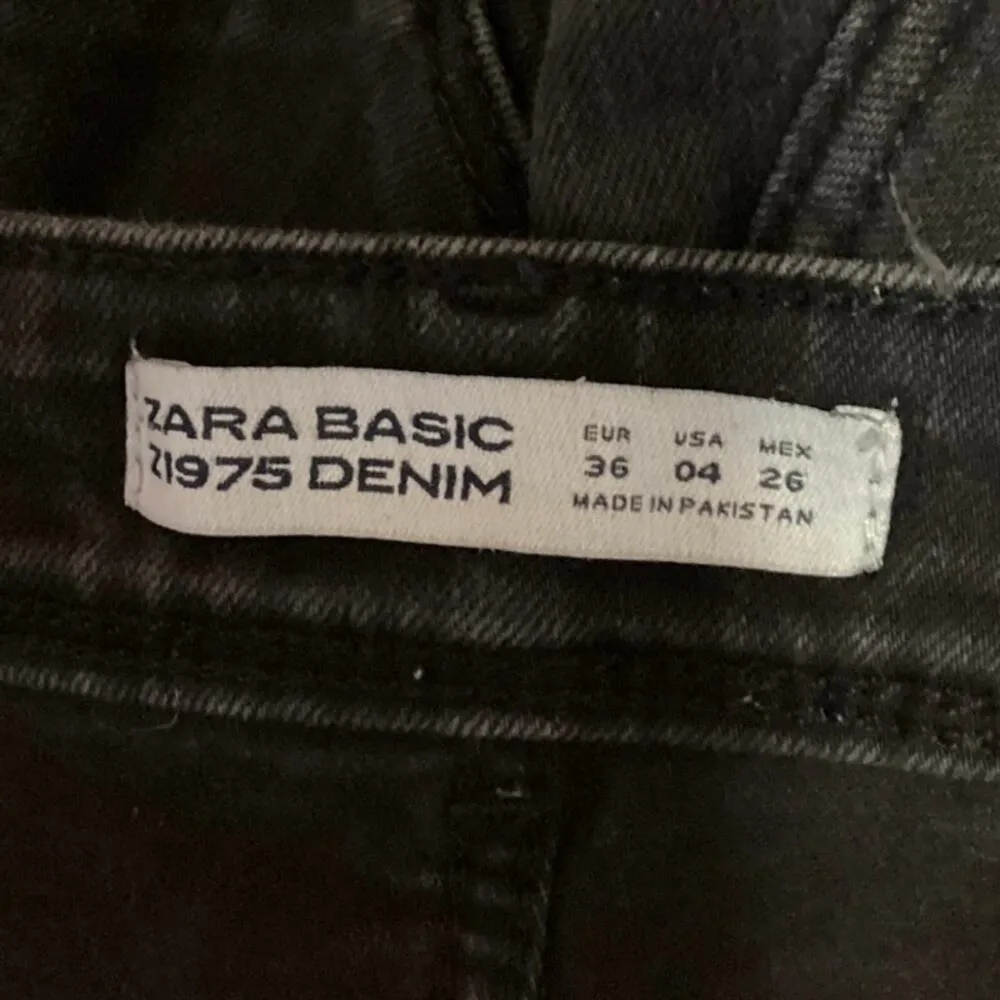 ZARA BASIC
Z1975 DENIM
EUR USA MEX
36 04 26
MADE IN PAKISTAN